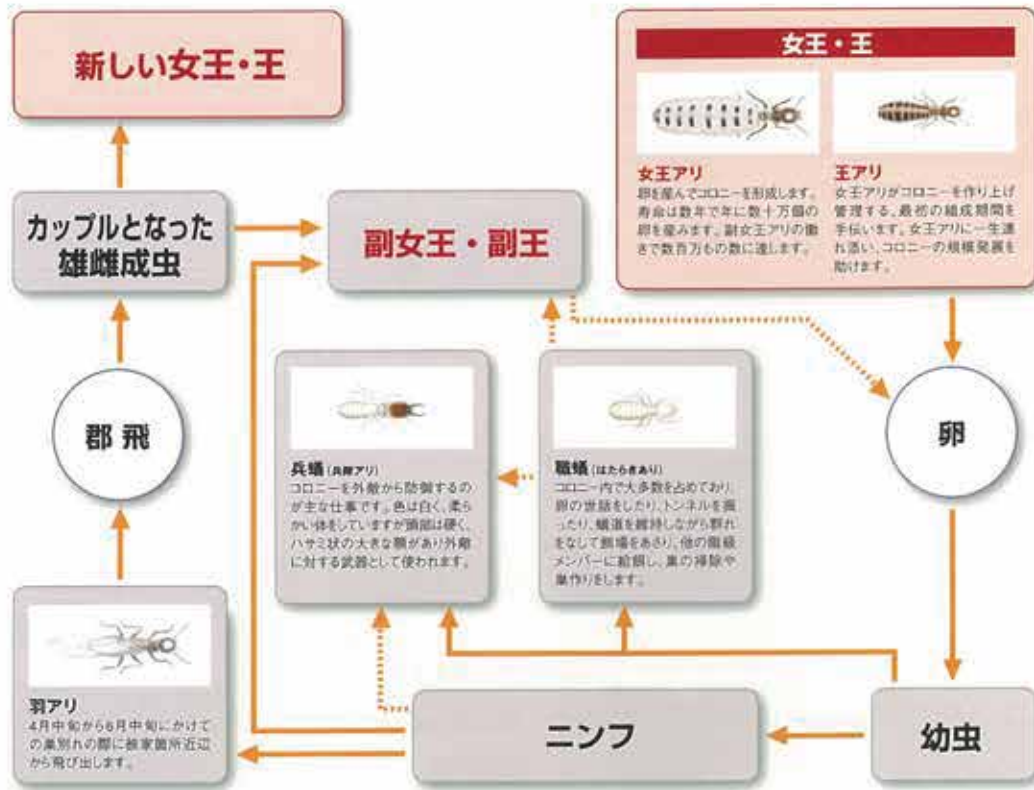 新しい女王・王
女王・王
女王アリ
卵を産んでコロニーを形成します。
寿命は数年で年に数十万個の
卵を産みます。副女王アリの働
きで数百万もの数に達します。
王アリ
女王アリがコロニーを作り上げ
管理する、最初の組成期間を
手伝います。女王アリに一生連
れ添い、コロニーの規模発展を
助けます。
カップルとなった
雄雌成虫
副女王・副王
郡飛
兵蟻(兵隊アリ)
コロニーを外敵から防御するの
が主な仕事です。色は白く、柔ら
かい体をしていますが頭部は硬く、
ハサミ状の大きな顎があり外敵
に対する武器として使われます。
職蟻(はたらきあり)
コロニー内で大多数を占めており、
卵の世話をしたり、トンネルを掘
ったり、蟻道を維持しながら群れ
をなして餌場をあさり、他の階級
メンバーに給餌し、巣の掃除や
巣作りをします。
卵
羽アリ
4月中旬から6月中旬にかけて
の巣別れの際に被害箇所近辺
から飛び出します。
ニンフ
幼虫